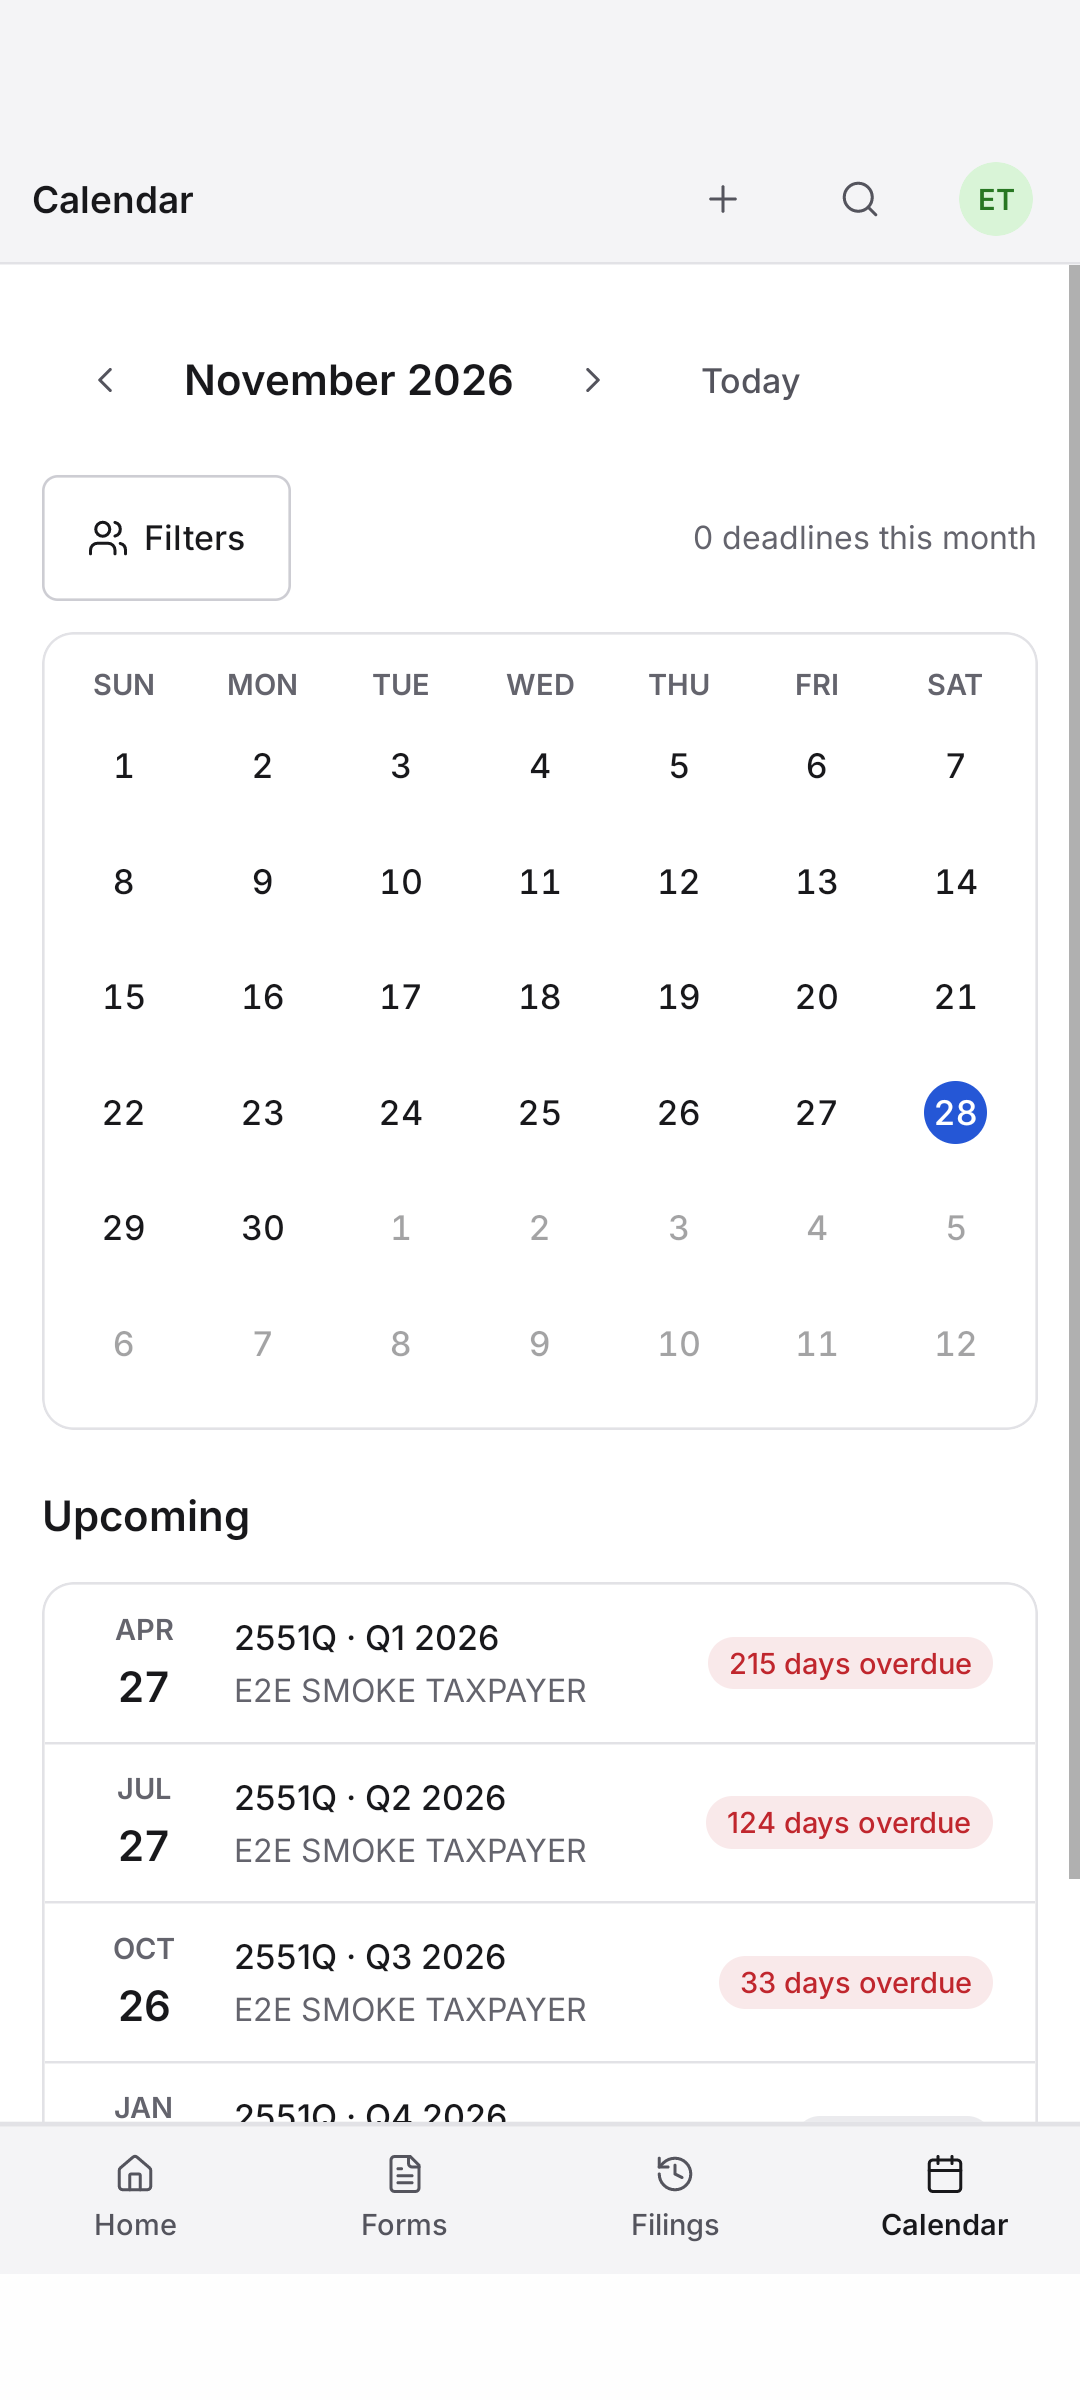 Calendar
ET
November 2026
Today
Filters
0 deadlines this month
SUN MON TUE WED THU FRI SAT
1 2 3 4 5 6 7
8 9 10 11 12 13 14
15 16 17 18 19 20 21
22 23 24 25 26 27 28
29 30 1 2 3 4 5
6 7 8 9 10 11 12
Upcoming
APR
27
2551Q · Q1 2026
E2E SMOKE TAXPAYER
215 days overdue
JUL
27
2551Q · Q2 2026
E2E SMOKE TAXPAYER
124 days overdue
OCT
26
2551Q · Q3 2026
E2E SMOKE TAXPAYER
33 days overdue
JAN
2551Q · Q4 2026
Home
Forms
Filings
Calendar